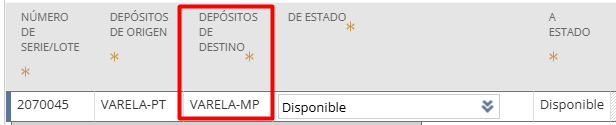 NÚMERO DE SERIE/LOTE
DEPÓSITOS DE ORIGEN
DEPÓSITOS DE DESTINO
DE ESTADO
A ESTADO
2070045
VARELA-PT
VARELA-MP
Disponible
Disponible